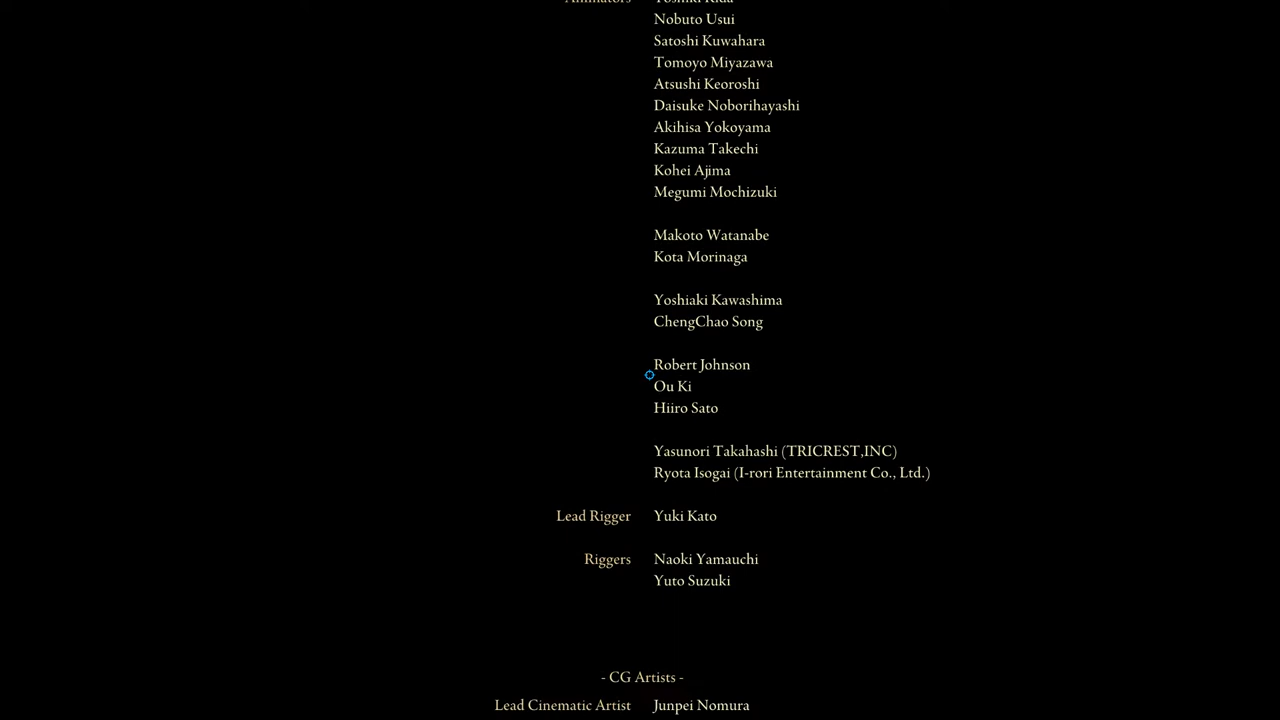 Animators Yoshiki Kida
Nobuto Usui
Satoshi Kuwahara
Tomoyo Miyazawa
Atsushi Keoroshi
Daisuke Noborihayashi
Akihisa Yokoyama
Kazuma Takechi
Kohei Ajima
Megumi Mochizuki
Makoto Watanabe
Kota Morinaga
Yoshiaki Kawashima
ChengChao Song
Robert Johnson
Ou Ki
Hiiro Sato
Yasunori Takahashi (TRICREST,INC)
Ryota Isogai (I-rori Entertainment Co., Ltd.)
Lead Rigger Yuki Kato
Riggers Naoki Yamauchi
Yuto Suzuki
- CG Artists -
Lead Cinematic Artist Junpei Nomura